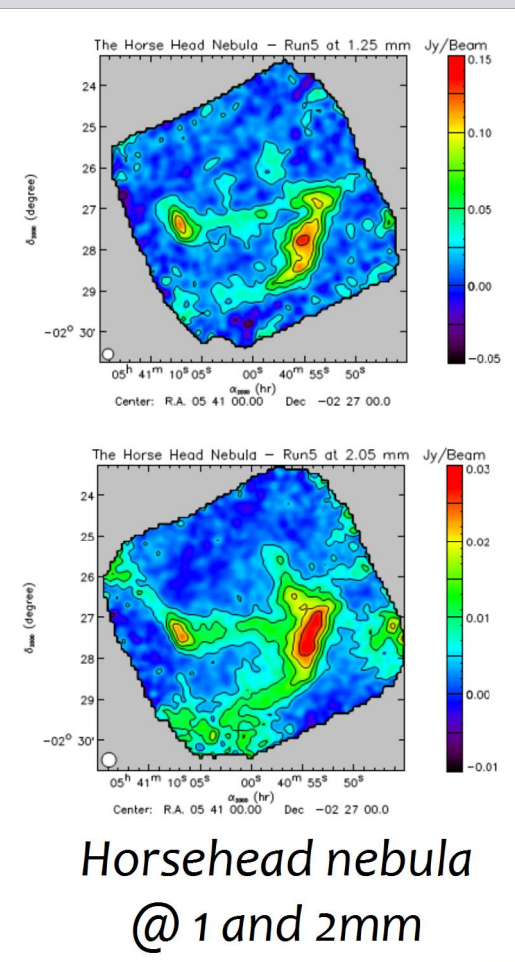 The Horse Head Nebula – Run5 at 1.25 mm Jy/Beam
0.15
24
25
0.10
26
27
0.05
28
0.00
29
−02° 30'
−0.05
05h 41m 10s 05s 00s 40m 55s 50s
α2000 (hr)
δ2000 (degree)
Center: R.A. 05 41 00.00 Dec −02 27 00.0
The Horse Head Nebula – Run5 at 2.05 mm Jy/Beam
0.03
24
25
0.02
26
27
0.01
28
0.00
29
−02° 30'
−0.01
05h 41m 10s 05s 00s 40m 55s 50s
α2000 (hr)
δ2000 (degree)
Center: R.A. 05 41 00.00 Dec −02 27 00.0
Horsehead nebula
@ 1 and 2mm